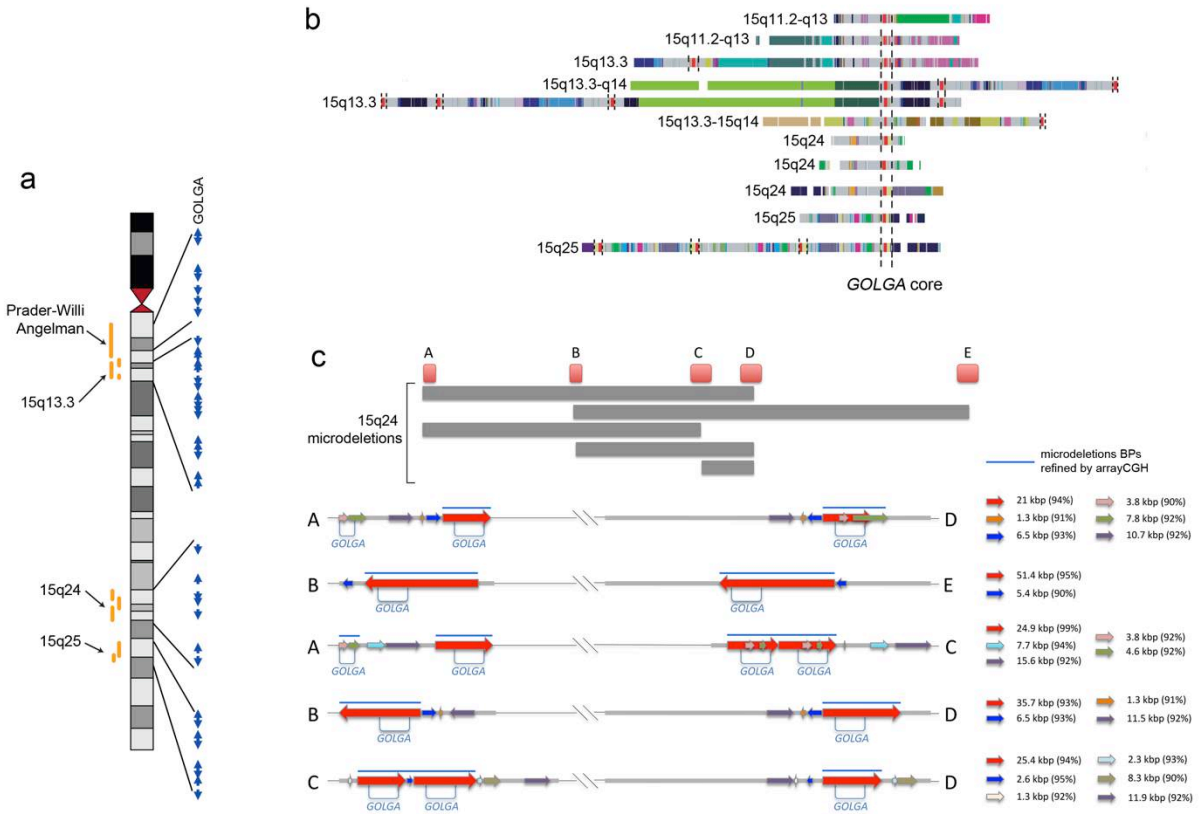 a
GOLGA
Prader-Willi
Angelman
15q13.3
15q24
15q25
b
15q11.2-q13
15q11.2-q13
15q13.3
15q13.3-q14
15q13.3
15q13.3-15q14
15q24
15q24
15q24
15q25
15q25
GOLGA core
c
A B C D E
15q24
microdeletions
microdeletions BPs
refined by arrayCGH
A D
GOLGA GOLGA
21 kbp (94%) 3.8 kbp (90%)
1.3 kbp (91%) 7.8 kbp (92%)
6.5 kbp (93%) 10.7 kbp (92%)
B E
GOLGA GOLGA
51.4 kbp (95%)
5.4 kbp (90%)
A C
GOLGA GOLGA GOLGA GOLGA
24.9 kbp (99%) 3.8 kbp (92%)
7.7 kbp (94%) 4.6 kbp (92%)
15.6 kbp (92%)
B D
GOLGA GOLGA
35.7 kbp (93%) 1.3 kbp (91%)
6.5 kbp (93%) 11.5 kbp (92%)
C D
GOLGA GOLGA GOLGA
25.4 kbp (94%) 2.3 kbp (93%)
2.6 kbp (95%) 8.3 kbp (90%)
1.3 kbp (92%) 11.9 kbp (92%)